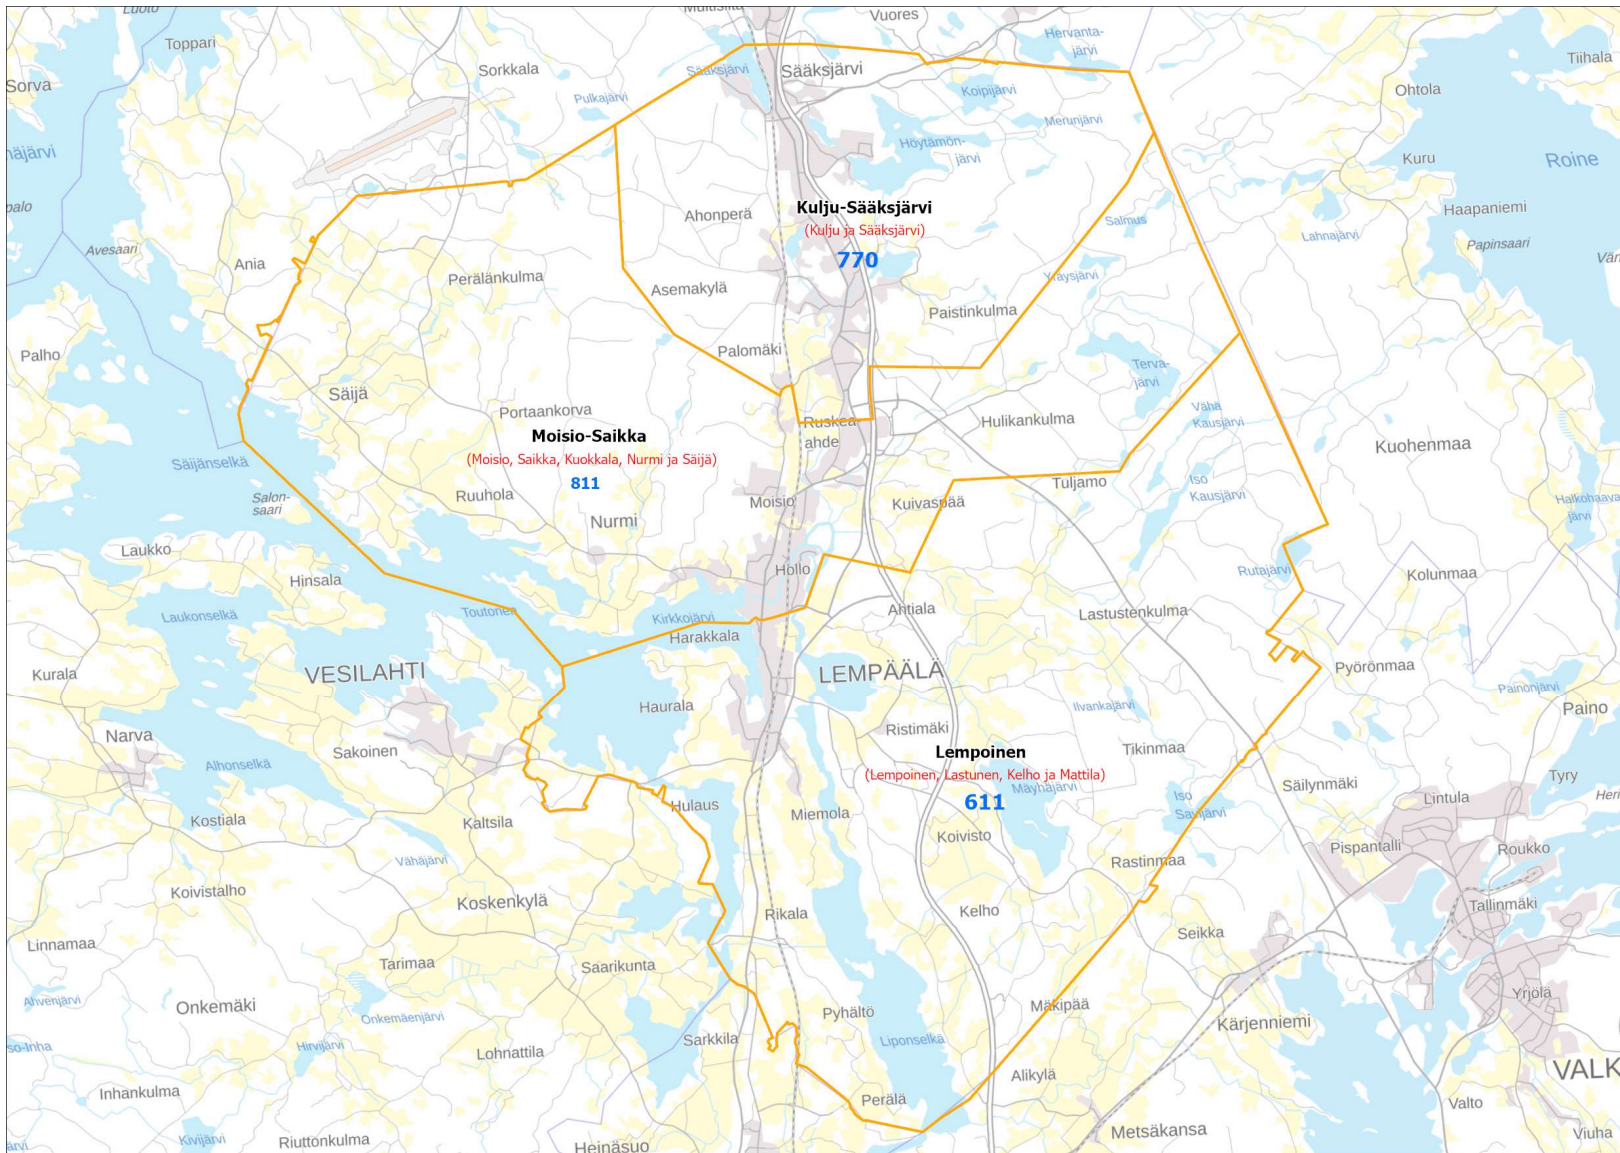 Luoto
Multisilta
Vuores
Toppari
Hervanta-
järvi
Tiihala
Sorkkala
Sääksjärvi
Sääksjärvi
Sorva
Pulkajärvi
Koipijärvi
Ohtola
Merunjärvi
Höytämön-
järvi
Kuru
Roine
Kulju-Sääksjärvi
(Kulju ja Sääksjärvi)
770
Ahonperä
Salmus
Haapaniemi
Lahnajärvi
Papinsaari
Avesaari
Ania
Perälänkulma
Asemakylä
Yräysjärvi
Paistinkulma
Palho
Palomäki
Terva-
järvi
Säijä
Portaankorva
Ruskea
ahde
Hulikankulma
Vähä
Kausjärvi
Kuohenmaa
Moisio-Saikka
(Moisio, Saikka, Kuokkala, Nurmi ja Säijä)
811
Säijänselkä
Salon-
saari
Ruuhola
Nurmi
Moisio
Kuivaspää
Tuljamo
Iso
Kausjärvi
Halkohaava
järvi
Laukko
Hinsala
Hollo
Rutajärvi
Kolunmaa
Laukonselkä
Toutonen
Kirkkojärvi
Harakkala
Ahtiala
Lastustenkulma
Kurala
VESILAHTI
LEMPÄÄLÄ
Pyörönmaa
Painonjärvi
Paino
Haurala
Ilvankajärvi
Narva
Sakoinen
Ristimäki
Tikinmaa
Lempoinen
(Lempoinen, Lastunen, Kelho ja Mattila)
611
Alhonselkä
Mäyhäjärvi
Säilynmäki
Tyry
Kostiala
Kaltsila
Hulaus
Miemola
Iso
Savijärvi
Lintula
Koivisto
Vähäjärvi
Rastinmaa
Pispantalli
Roukko
Koivistalho
Koskenkylä
Rikala
Kelho
Tallinmäki
Linnamaa
Seikka
Tarimaa
Saarikunta
Ahvenjärvi
Onkemäki
Onkemäenjärvi
Pyhältö
Mäkipää
Yrjölä
Kärjenniemi
Sarkkila
Liponselkä
Hirvijärvi
Lohnattila
Inhankulma
Alikylä
VALK
Perälä
Valto
Kivijärvi
Riuttonkulma
Heinäsuo
Metsäkansa
Viuha